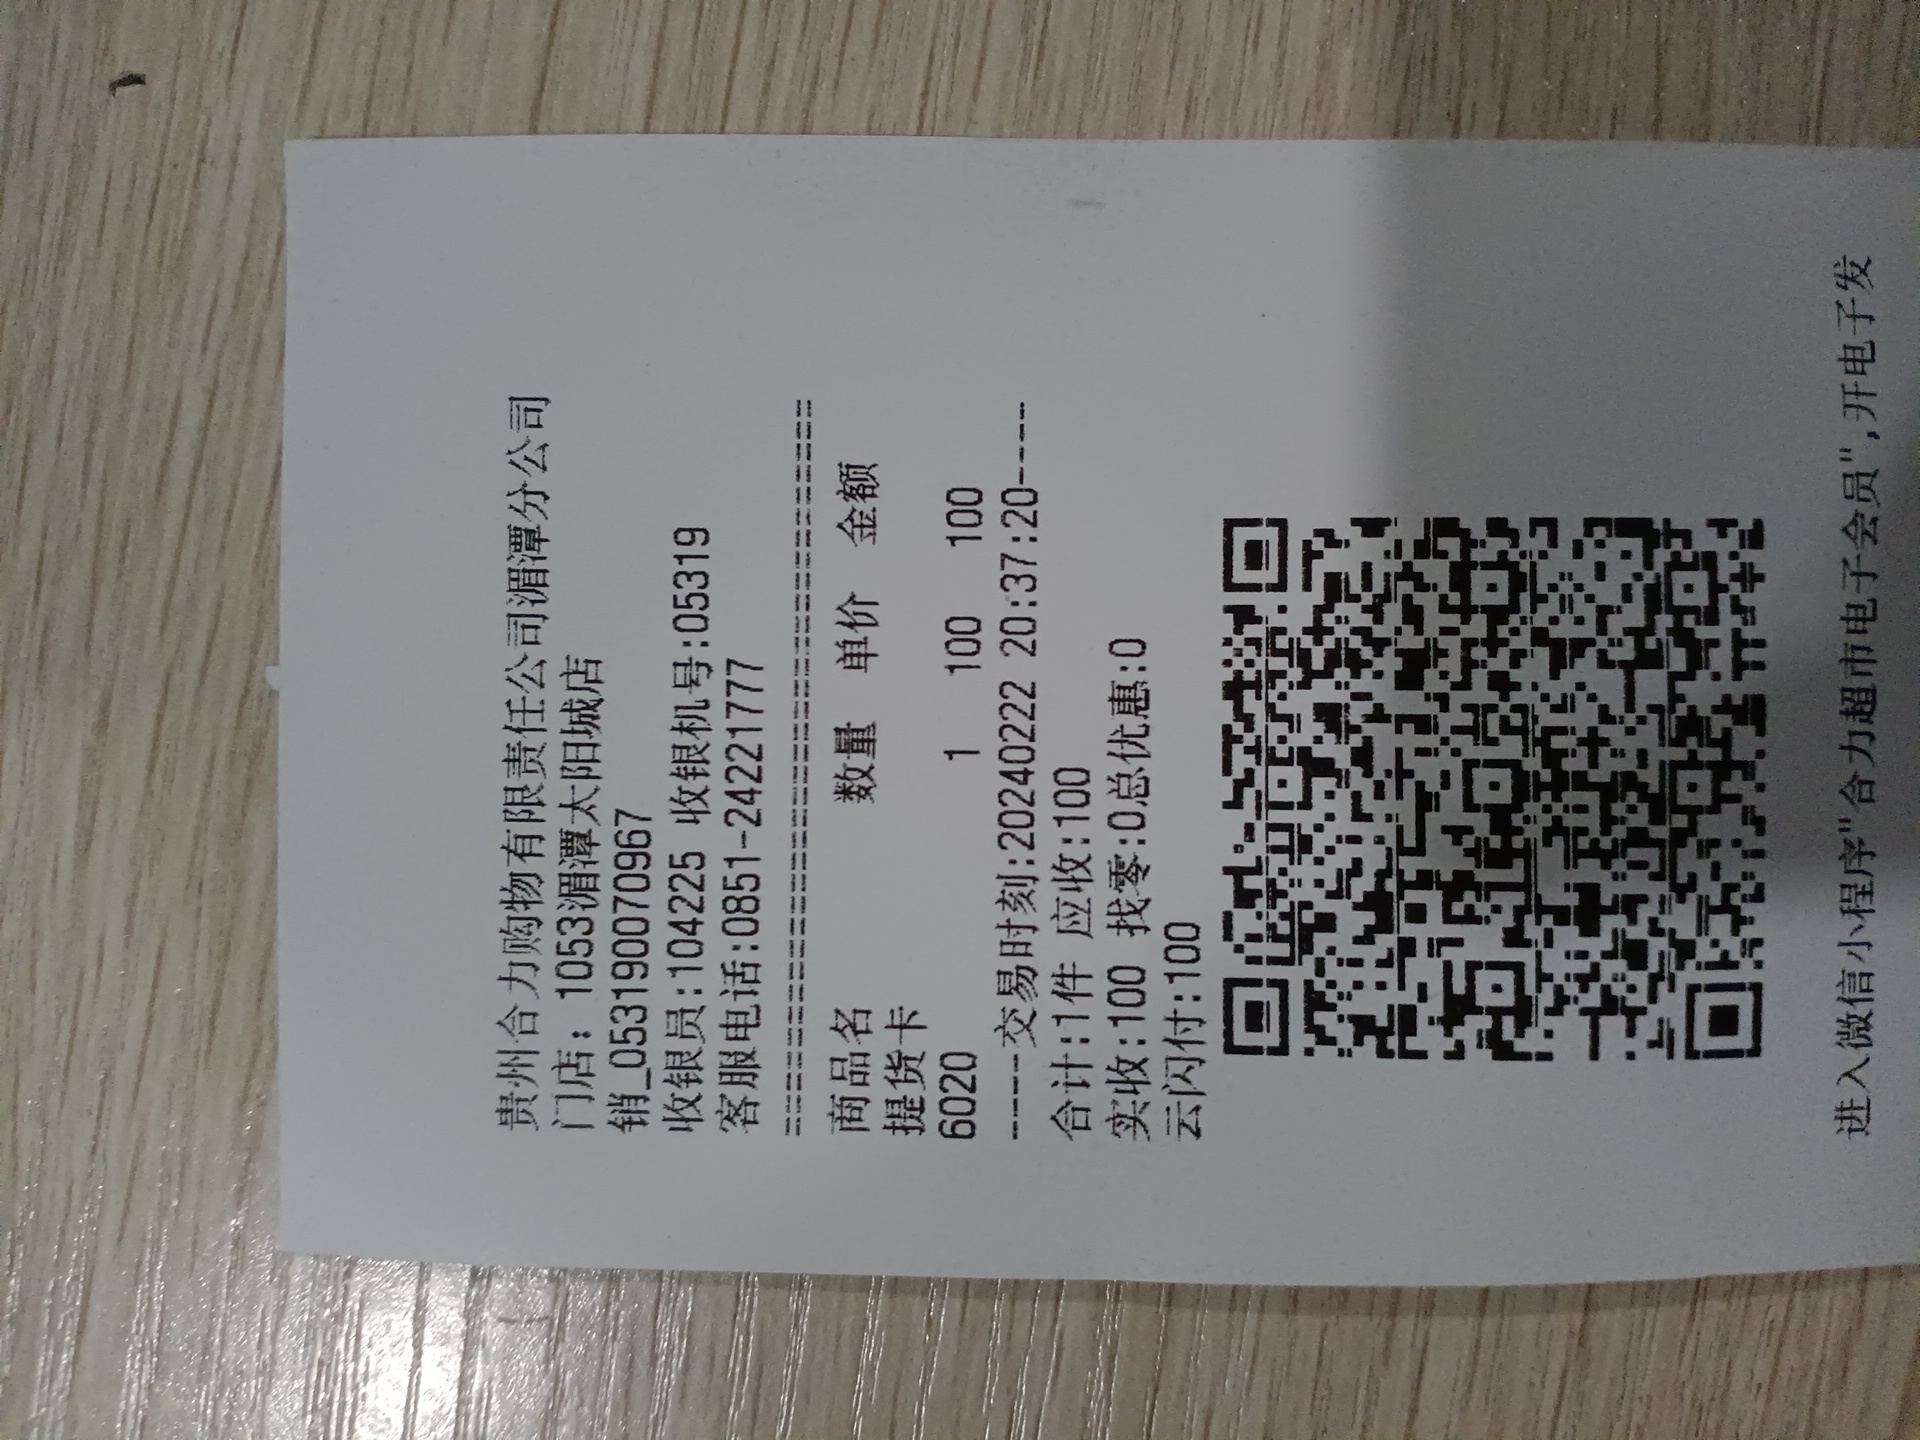 贵州合力购物有限责任公司湄潭分公司
门店：1053湄潭太阳城店
销_053190070967
收银员:104225 收银机号:05319
客服电话:0851-24221777
================================
商品名 数量 单价 金额
提货卡
6020 1 100 100
-----交易时刻:20240222 20:37:20-----
合计:1件 应收:100
实收:100 找零:0总优惠:0
云闪付:100
进入微信小程序"合力超市电子会员",开电子发